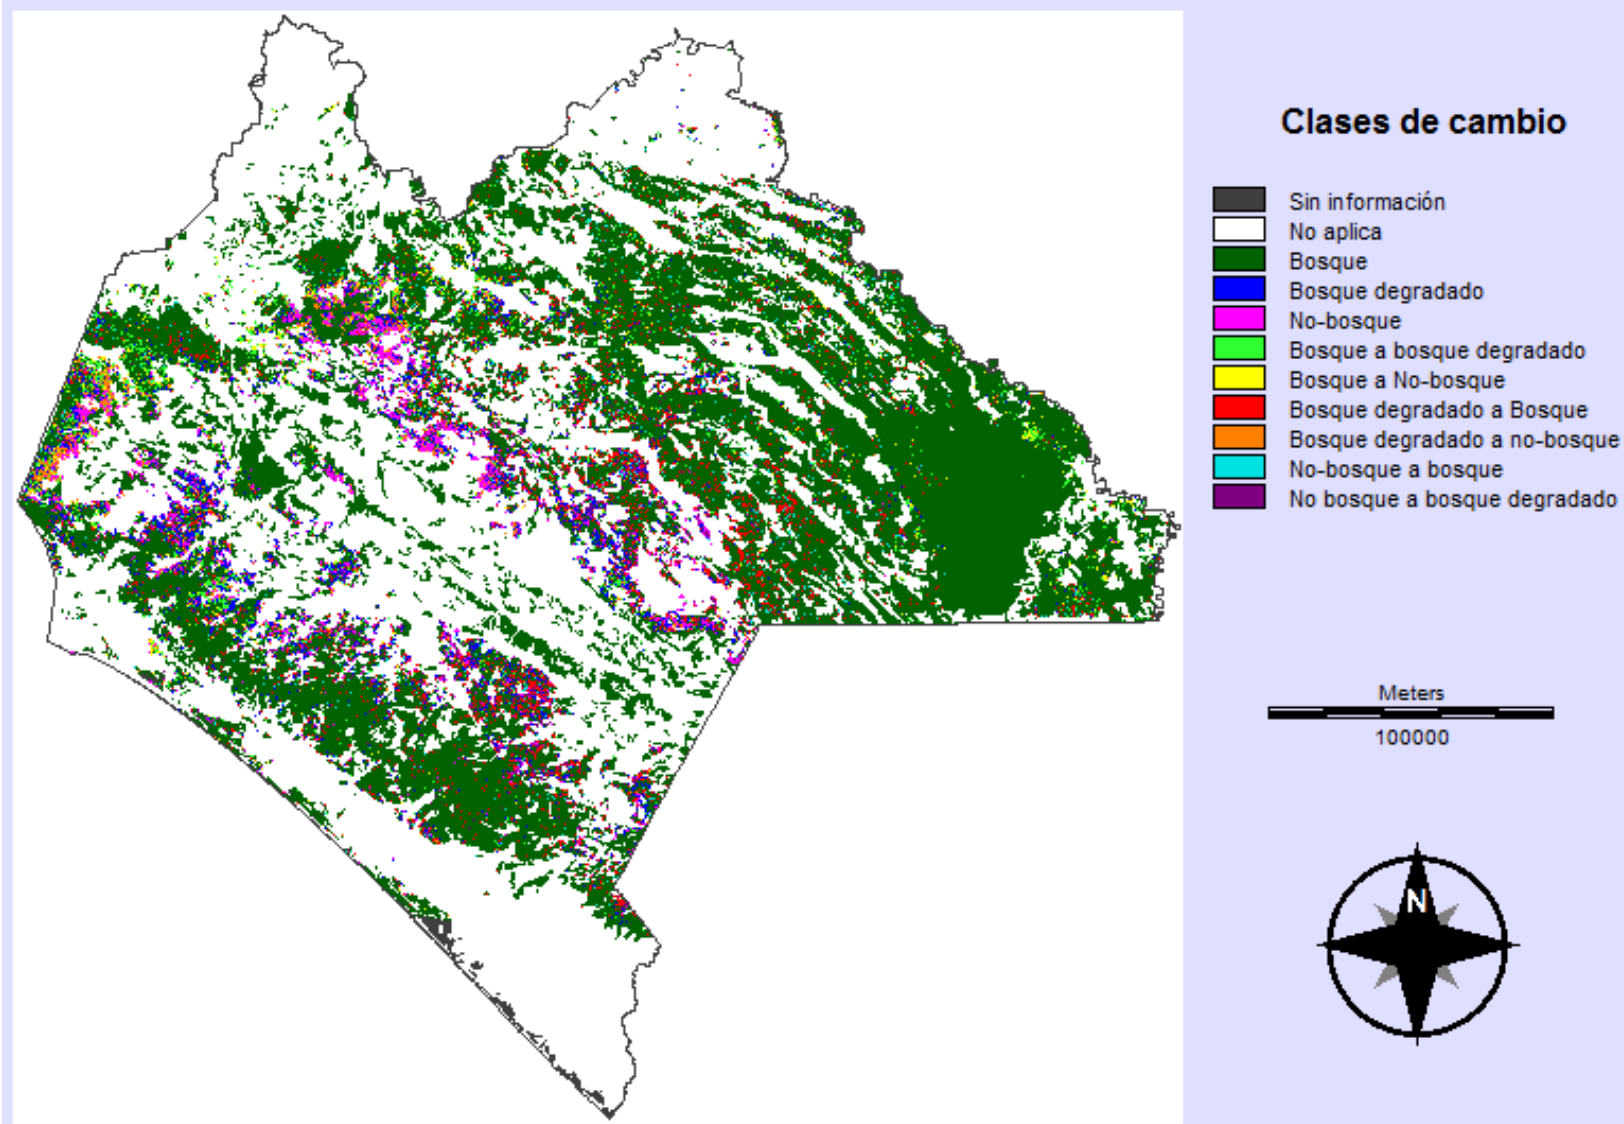 Clases de cambio
Sin información
No aplica
Bosque
Bosque degradado
No-bosque
Bosque a bosque degradado
Bosque a No-bosque
Bosque degradado a Bosque
Bosque degradado a no-bosque
No-bosque a bosque
No bosque a bosque degradado
Meters
100000
N